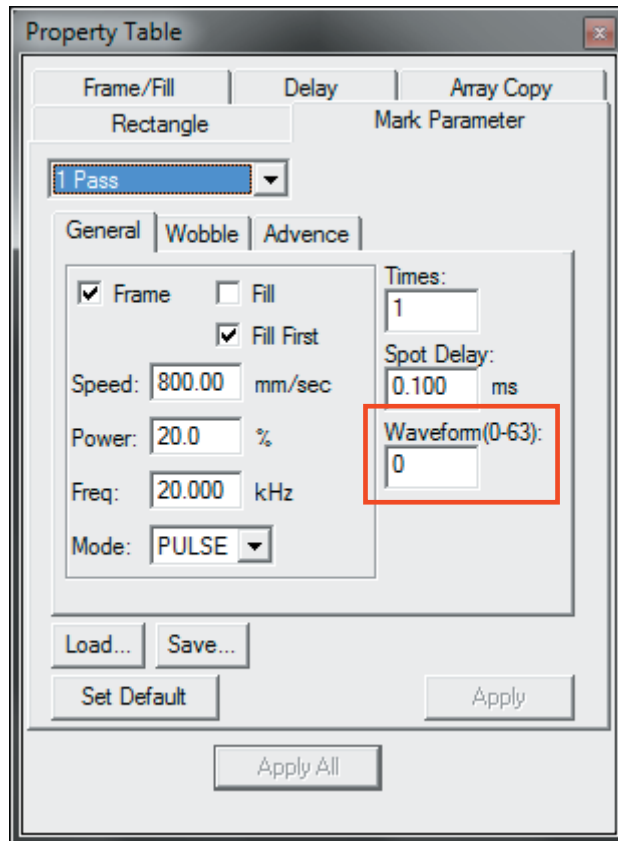 Property Table
x
Frame/Fill Delay Array Copy
Rectangle Mark Parameter
1 Pass
General Wobble Advence
Frame Fill
Fill First
Speed: 800.00 mm/sec
Power: 20.0 %
Freq: 20.000 kHz
Mode: PULSE
Times:
1
Spot Delay:
0.100 ms
Waveform(0-63):
0
Load... Save...
Set Default Apply
Apply All